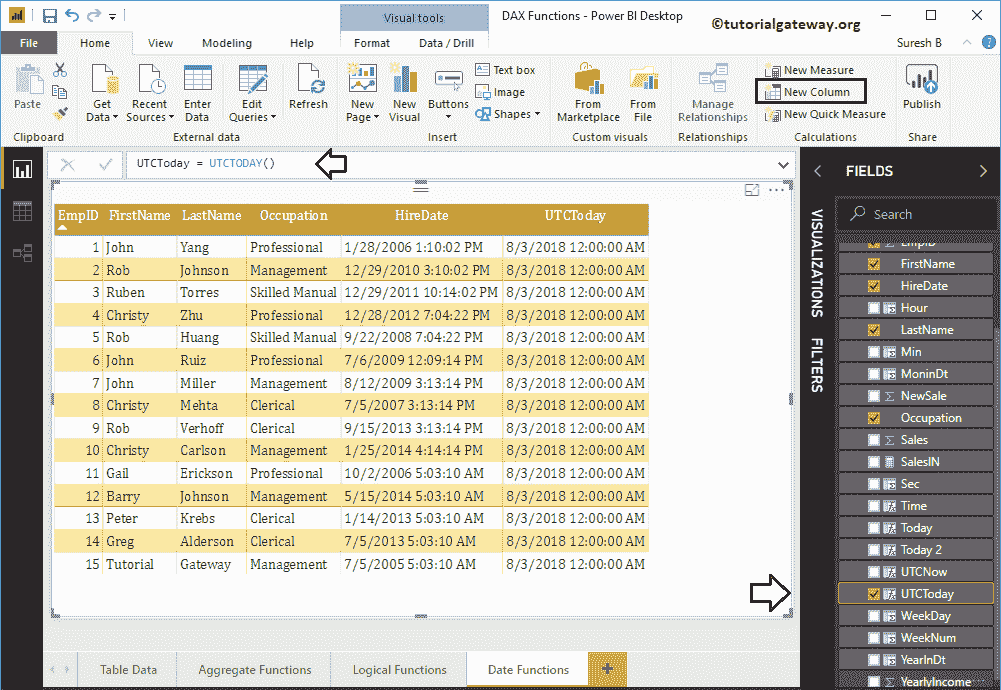 Visual tools
DAX Functions - Power BI Desktop
©tutorialgateway.org
File Home View Modeling Help Format Data / Drill
Suresh B
Paste
Clipboard
Get Data
Recent Sources
Enter Data
Edit Queries
External data
Refresh
New Page
New Visual
Buttons
Text box
Image
Shapes
Insert
From Marketplace
From File
Custom visuals
Manage Relationships
Relationships
New Measure
New Column
New Quick Measure
Calculations
Publish
Share
UTCToday = UTCTODAY()
EmpID FirstName LastName Occupation HireDate UTCToday
1 John Yang Professional 1/28/2006 1:10:02 PM 8/3/2018 12:00:00 AM
2 Rob Johnson Management 12/29/2010 3:10:02 PM 8/3/2018 12:00:00 AM
3 Ruben Torres Skilled Manual 12/29/2011 10:14:02 PM 8/3/2018 12:00:00 AM
4 Christy Zhu Professional 12/28/2012 7:04:22 PM 8/3/2018 12:00:00 AM
5 Rob Huang Skilled Manual 9/22/2008 7:04:22 PM 8/3/2018 12:00:00 AM
6 John Ruiz Professional 7/6/2009 12:09:14 PM 8/3/2018 12:00:00 AM
7 John Miller Management 8/12/2009 3:13:14 PM 8/3/2018 12:00:00 AM
8 Christy Mehta Clerical 7/5/2007 3:13:14 PM 8/3/2018 12:00:00 AM
9 Rob Verhoff Clerical 9/15/2013 3:13:14 PM 8/3/2018 12:00:00 AM
10 Christy Carlson Management 1/25/2014 4:14:14 PM 8/3/2018 12:00:00 AM
11 Gail Erickson Professional 10/2/2006 5:03:10 AM 8/3/2018 12:00:00 AM
12 Barry Johnson Management 5/15/2014 5:03:10 AM 8/3/2018 12:00:00 AM
13 Peter Krebs Clerical 1/14/2013 5:03:10 AM 8/3/2018 12:00:00 AM
14 Greg Alderson Clerical 7/5/2013 5:03:10 AM 8/3/2018 12:00:00 AM
15 Tutorial Gateway Management 7/5/2005 5:03:10 AM 8/3/2018 12:00:00 AM
VISUALIZATIONS
FILTERS
FIELDS
Search
EmpID
FirstName
HireDate
Hour
LastName
Min
MoninDt
NewSale
Occupation
Sales
SalesIN
Sec
Time
Today
Today 2
UTCNow
UTCToday
WeekDay
WeekNum
YearInDt
YearlyIncome
Table Data
Aggregate Functions
Logical Functions
Date Functions